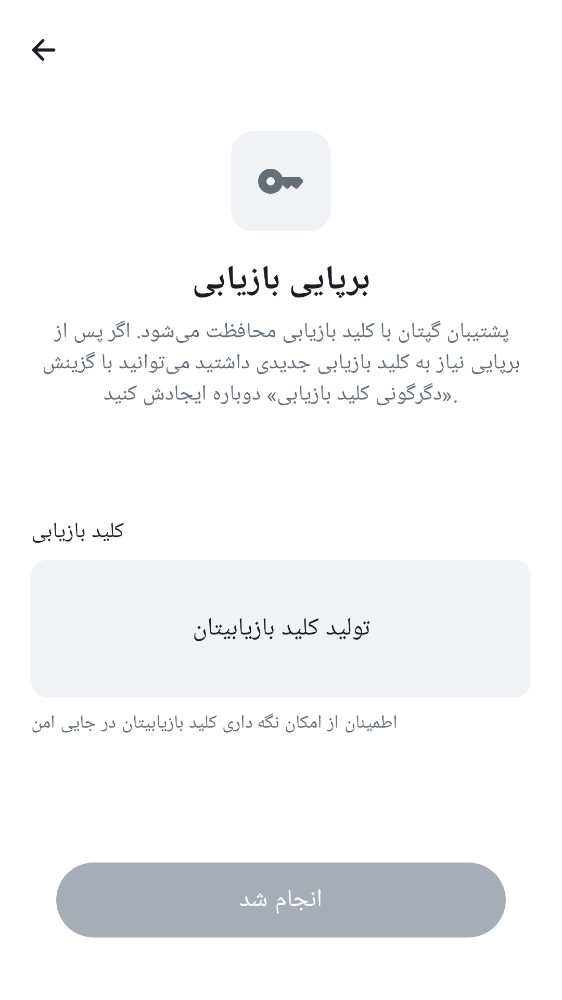 برپایی بازیابی
پشتیبان گپتان با کلید بازیابی محافظت می‌شود. اگر پس از
برپایی نیاز به کلید بازیابی جدیدی داشتید می‌توانید با گزینش
«دگرگونی کلید بازیابی» دوباره ایجادش کنید.
کلید بازیابی
تولید کلید بازیابیتان
اطمینان از امکان نگه داری کلید بازیابیتان در جایی امن
انجام شد